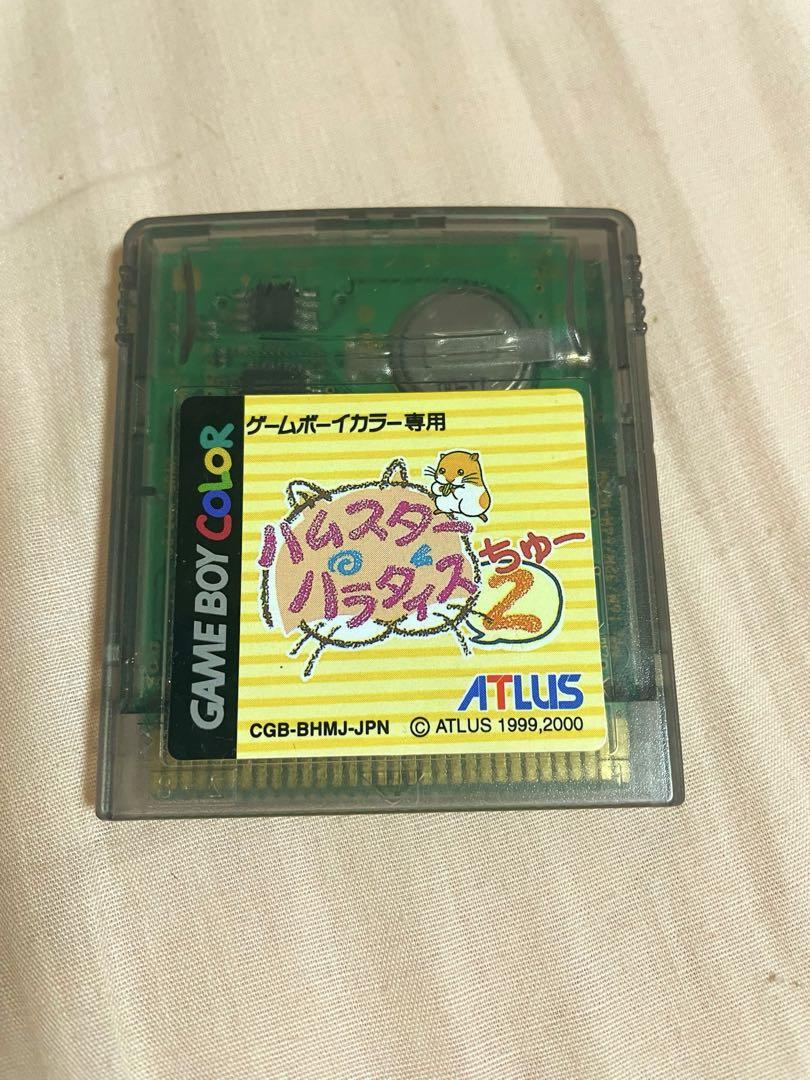 GAME BOY COLOR
ゲームボーイカラー専用
ハムスター
パラダイス
ちゅー
2
ATLUS
CGB-BHMJ-JPN © ATLUS 1999,2000